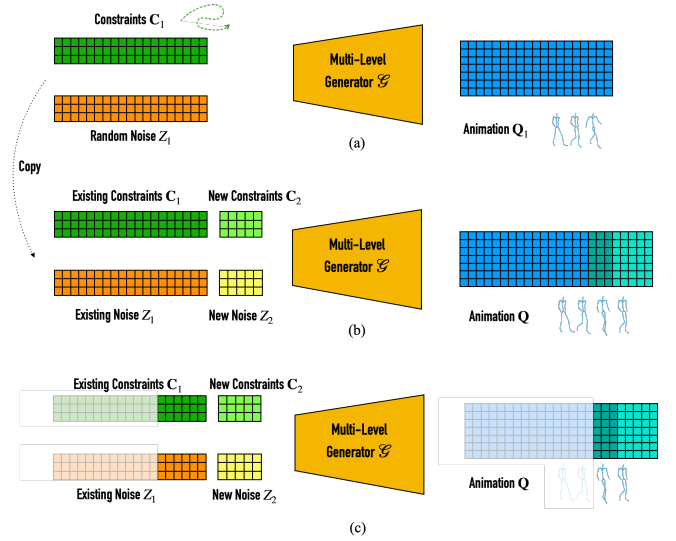 Constraints C₁
Multi-Level
Generator 𝒢
Random Noise Z₁
Animation Q₁
(a)
Copy
Existing Constraints C₁
New Constraints C₂
Multi-Level
Generator 𝒢
Existing Noise Z₁
New Noise Z₂
Animation Q
(b)
Existing Constraints C₁
New Constraints C₂
Multi-Level
Generator 𝒢
Existing Noise Z₁
New Noise Z₂
Animation Q
(c)